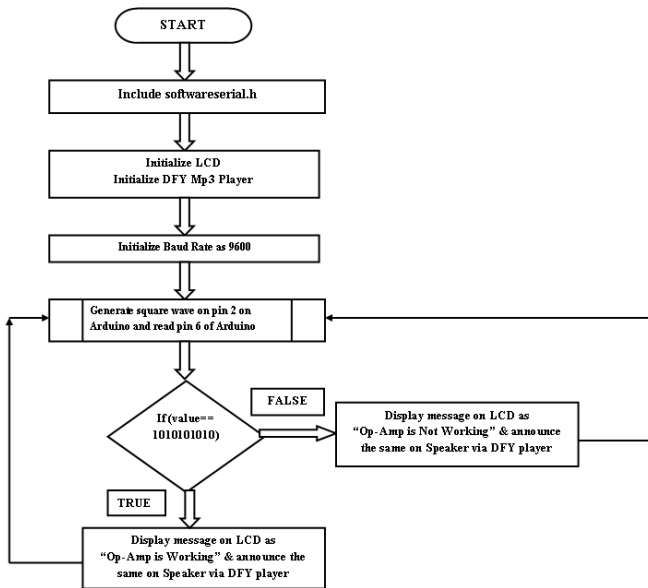 START
Include softwareserial.h
Initialize LCD
Initialize DFY Mp3 Player
Initialize Baud Rate as 9600
Generate square wave on pin 2 on
Arduino and read pin 6 of Arduino
If (value==
1010101010)
FALSE
Display message on LCD as
“Op-Amp is Not Working” & announce
the same on Speaker via DFY player
TRUE
Display message on LCD as
“Op-Amp is Working” & announce the
same on Speaker via DFY player